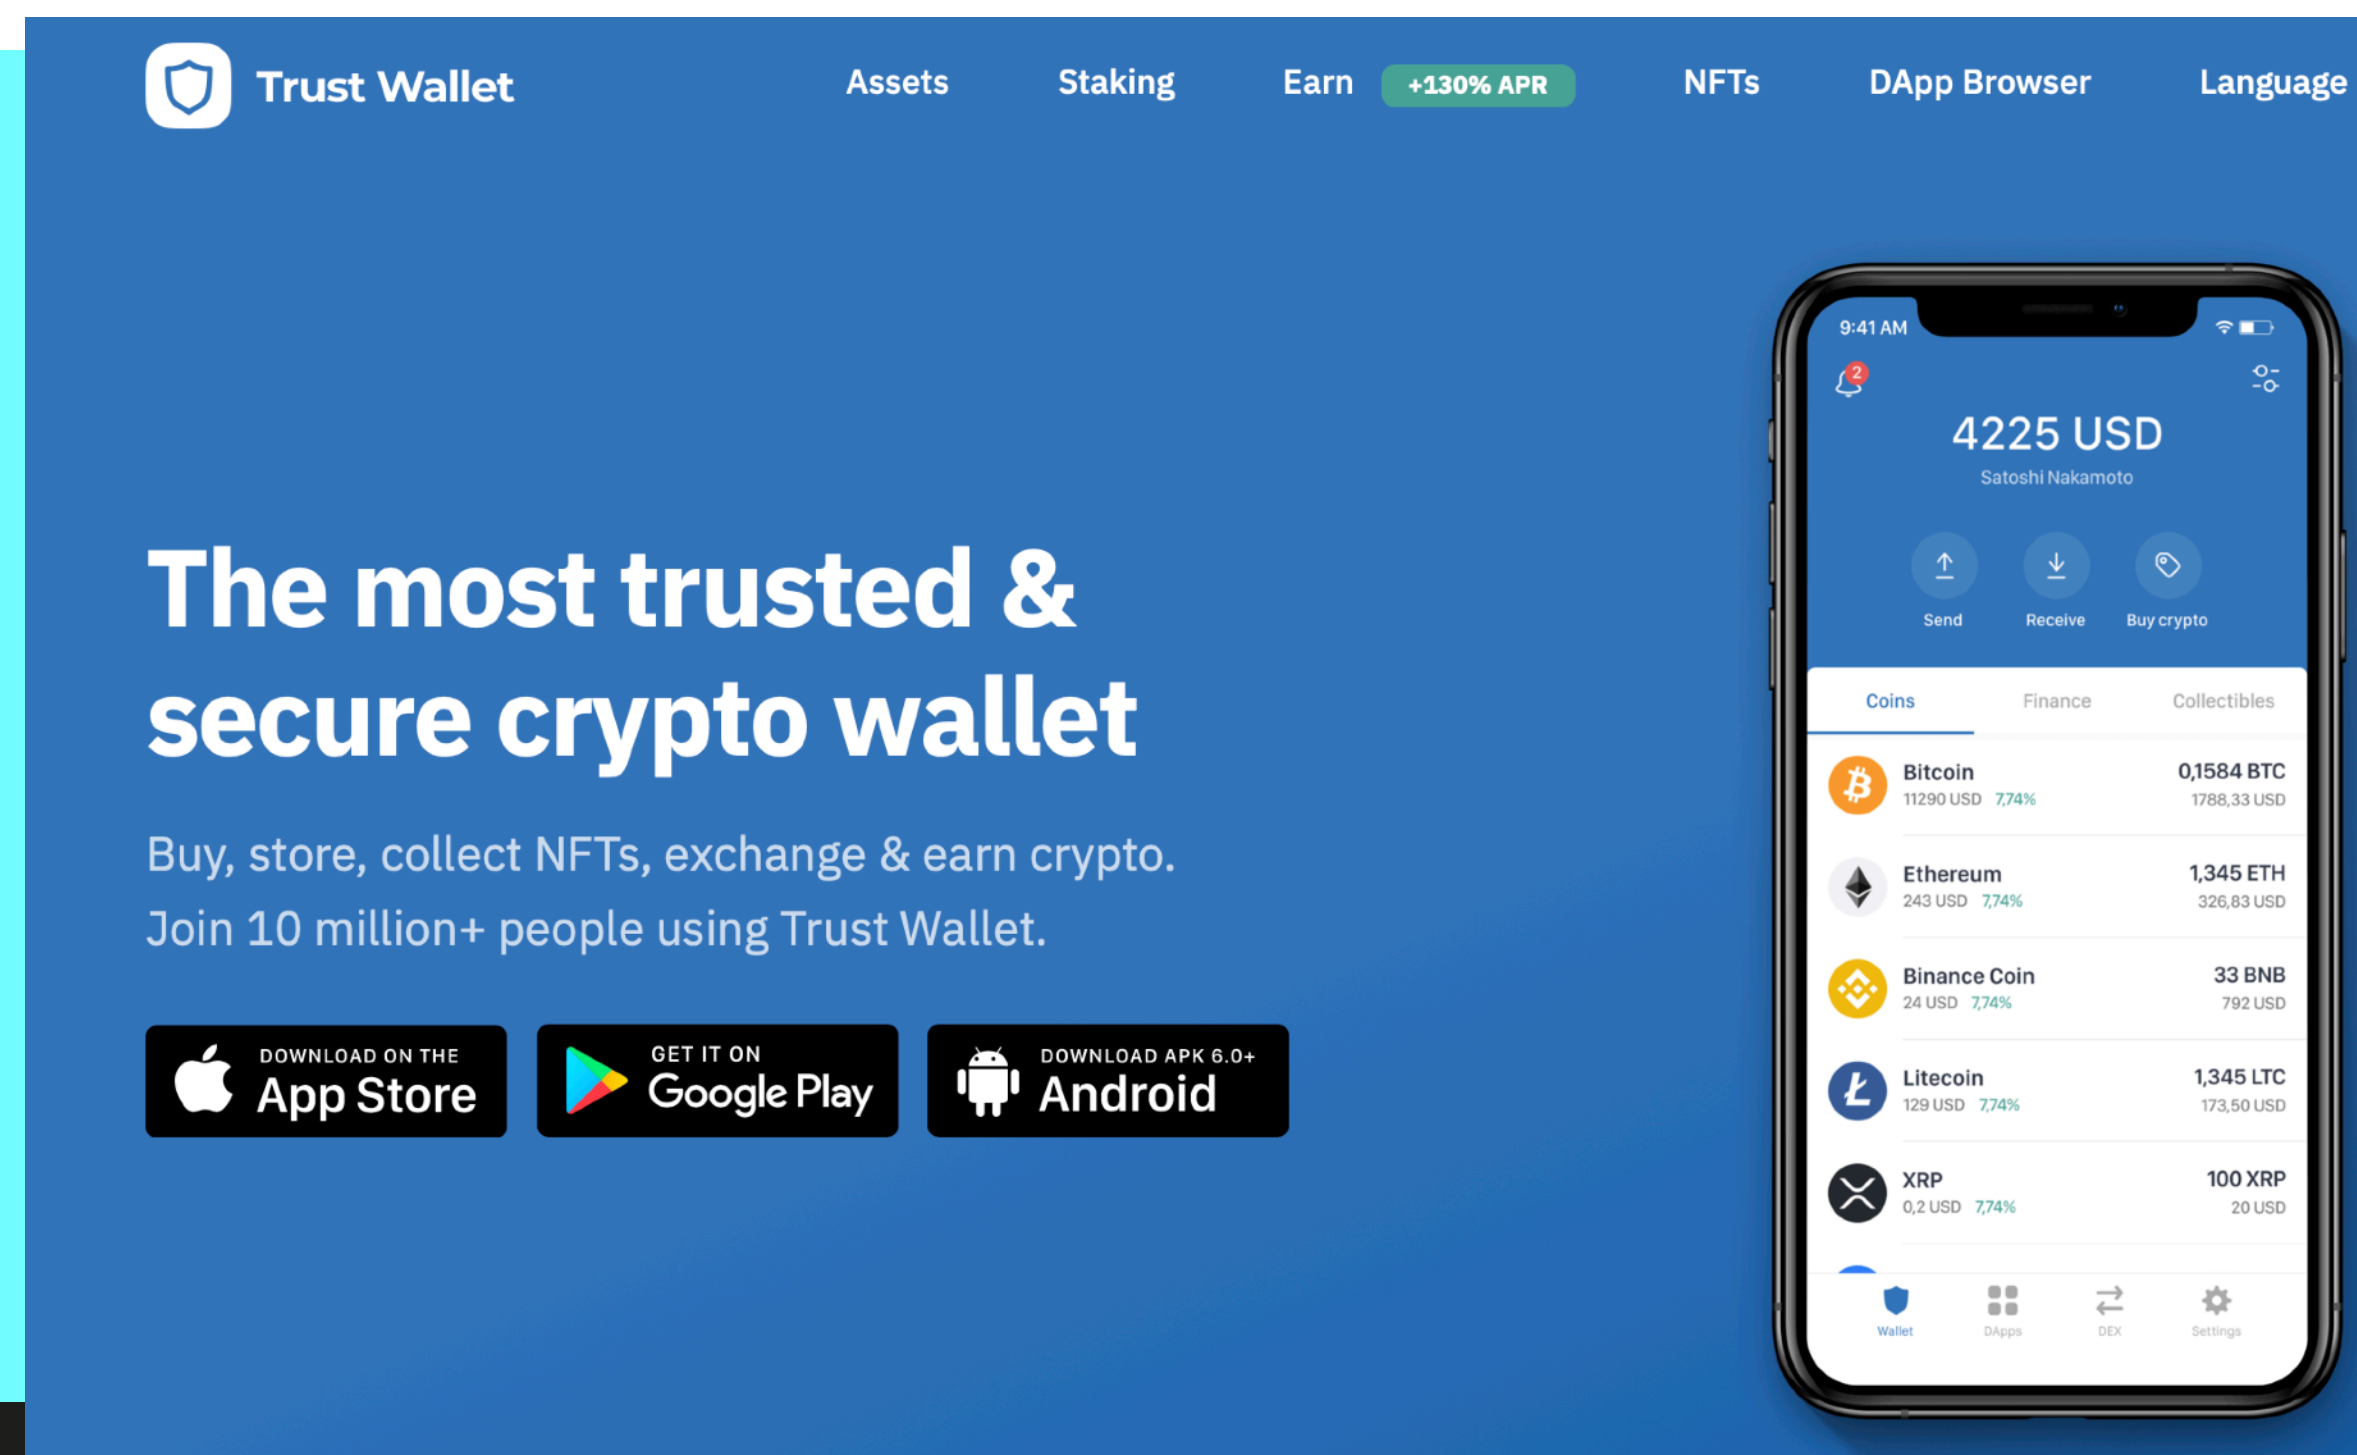 Trust Wallet
Assets
Staking
Earn
+130% APR
NFTs
DApp Browser
Language
The most trusted &
secure crypto wallet
Buy, store, collect NFTs, exchange & earn crypto.
Join 10 million+ people using Trust Wallet.
DOWNLOAD ON THE
App Store
GET IT ON
Google Play
DOWNLOAD APK 6.0+
Android
9:41 AM
2
4225 USD
Satoshi Nakamoto
Send
Receive
Buy crypto
Coins
Finance
Collectibles
Bitcoin
0,1584 BTC
11290 USD 7,74%
1788,33 USD
Ethereum
1,345 ETH
243 USD 7,74%
326,83 USD
Binance Coin
33 BNB
24 USD 7,74%
792 USD
Litecoin
1,345 LTC
129 USD 7,74%
173,50 USD
XRP
100 XRP
0,2 USD 7,74%
20 USD
Wallet
DApps
DEX
Settings